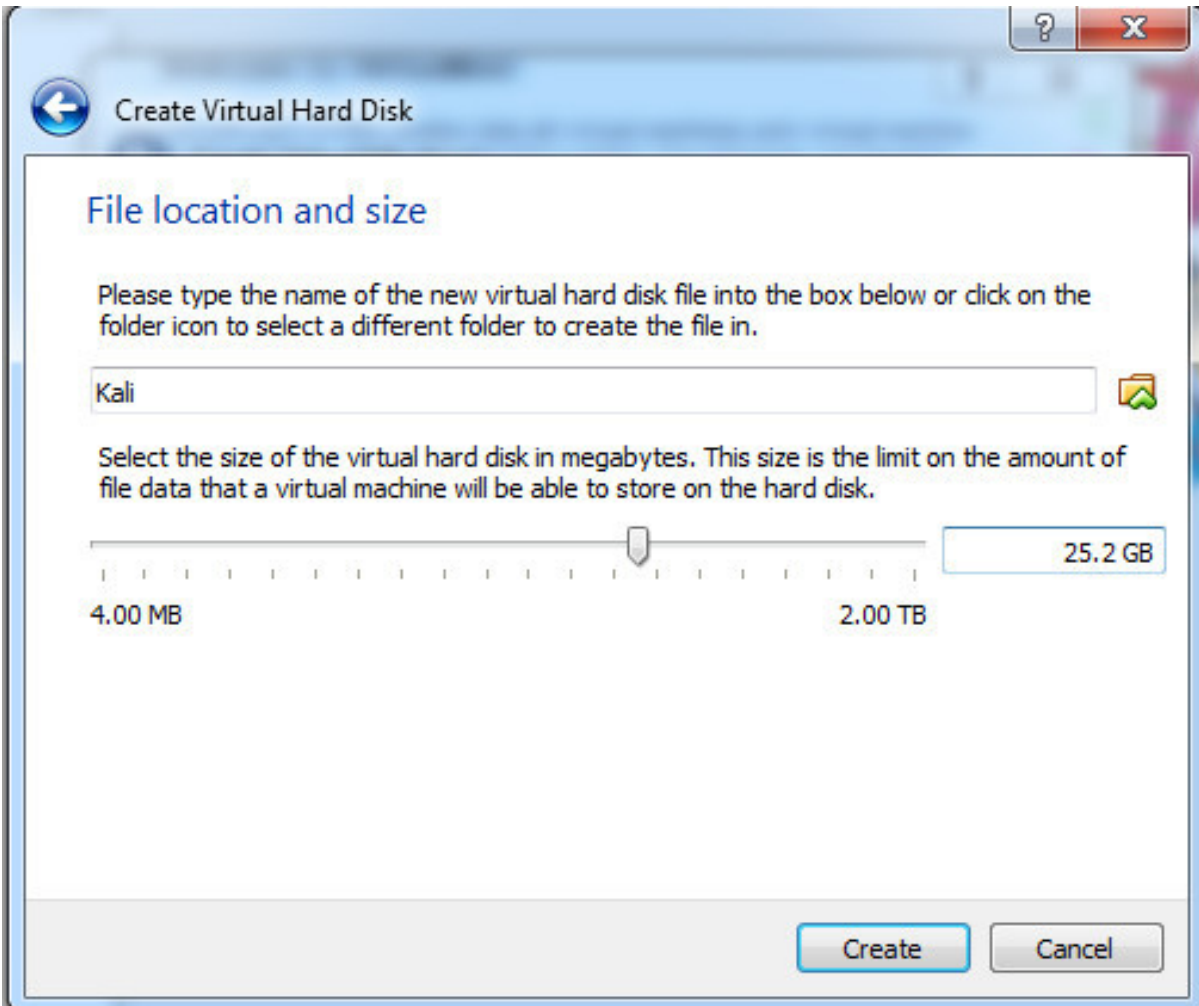 Create Virtual Hard Disk
File location and size
Please type the name of the new virtual hard disk file into the box below or click on the
folder icon to select a different folder to create the file in.
Kali
Select the size of the virtual hard disk in megabytes. This size is the limit on the amount of
file data that a virtual machine will be able to store on the hard disk.
25.2 GB
4.00 MB
2.00 TB
Create
Cancel